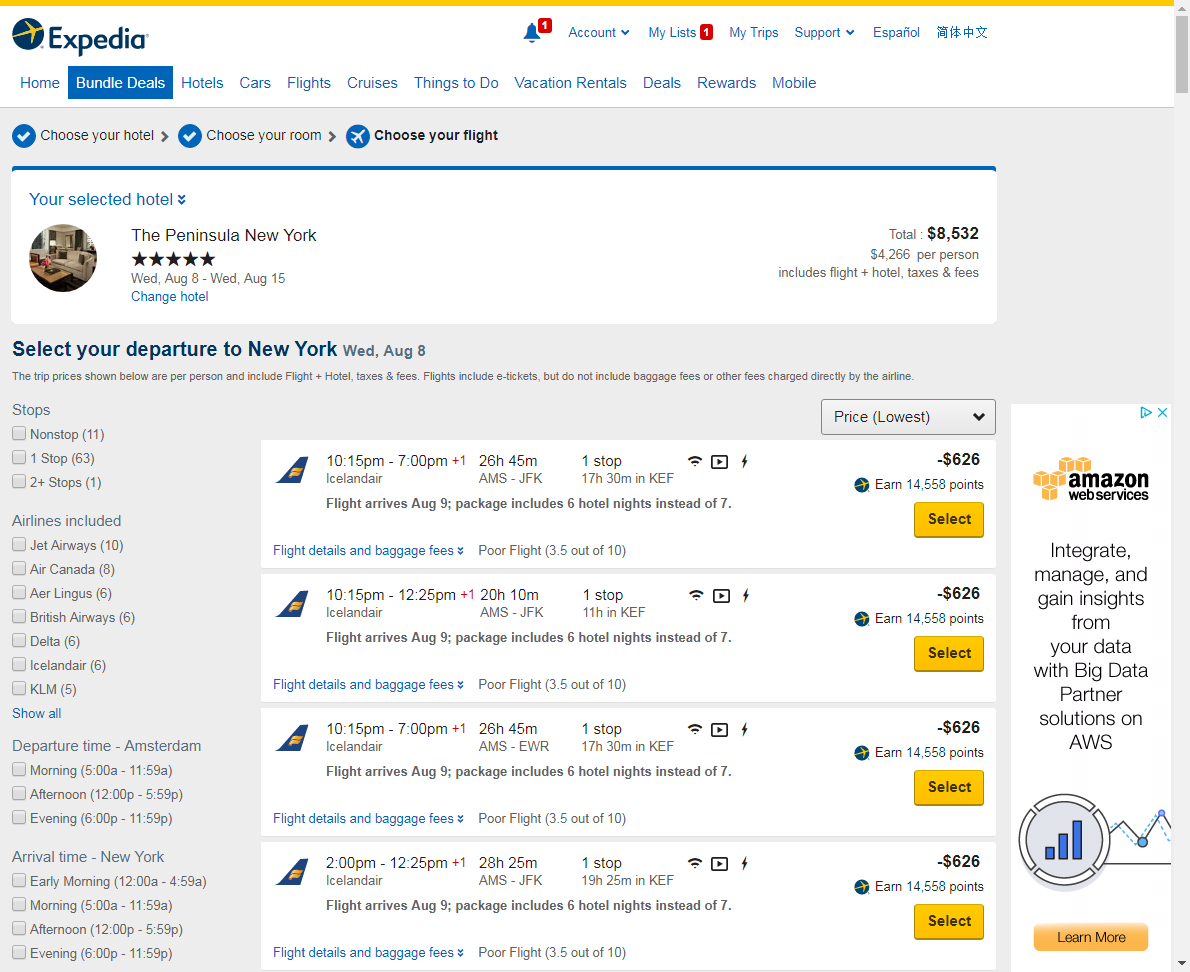 Expedia
1
Account
My Lists 1
My Trips
Support
Español
简体中文
Home
Bundle Deals
Hotels
Cars
Flights
Cruises
Things to Do
Vacation Rentals
Deals
Rewards
Mobile
Choose your hotel
Choose your room
Choose your flight
Your selected hotel
The Peninsula New York
Wed, Aug 8 - Wed, Aug 15
Change hotel
Total : $8,532
$4,266 per person
includes flight + hotel, taxes & fees
Select your departure to New York Wed, Aug 8
The trip prices shown below are per person and include Flight + Hotel, taxes & fees. Flights include e-tickets, but do not include baggage fees or other fees charged directly by the airline.
Stops
Nonstop (11)
1 Stop (63)
2+ Stops (1)
Airlines included
Jet Airways (10)
Air Canada (8)
Aer Lingus (6)
British Airways (6)
Delta (6)
Icelandair (6)
KLM (5)
Show all
Departure time - Amsterdam
Morning (5:00a - 11:59a)
Afternoon (12:00p - 5:59p)
Evening (6:00p - 11:59p)
Arrival time - New York
Early Morning (12:00a - 4:59a)
Morning (5:00a - 11:59a)
Afternoon (12:00p - 5:59p)
Evening (6:00p - 11:59p)
Price (Lowest)
10:15pm - 7:00pm +1 26h 45m 1 stop -$626
Icelandair AMS - JFK 17h 30m in KEF
Earn 14,558 points
Flight arrives Aug 9; package includes 6 hotel nights instead of 7.
Select
Flight details and baggage fees Poor Flight (3.5 out of 10)
10:15pm - 12:25pm +1 20h 10m 1 stop -$626
Icelandair AMS - JFK 11h in KEF
Earn 14,558 points
Flight arrives Aug 9; package includes 6 hotel nights instead of 7.
Select
Flight details and baggage fees Poor Flight (3.5 out of 10)
10:15pm - 7:00pm +1 26h 45m 1 stop -$626
Icelandair AMS - EWR 17h 30m in KEF
Earn 14,558 points
Flight arrives Aug 9; package includes 6 hotel nights instead of 7.
Select
Flight details and baggage fees Poor Flight (3.5 out of 10)
2:00pm - 12:25pm +1 28h 25m 1 stop -$626
Icelandair AMS - JFK 19h 25m in KEF
Earn 14,558 points
Flight arrives Aug 9; package includes 6 hotel nights instead of 7.
Select
Flight details and baggage fees Poor Flight (3.5 out of 10)
amazon
webservices
Integrate,
manage, and
gain insights
from
your data
with Big Data
Partner
solutions on
AWS
Learn More